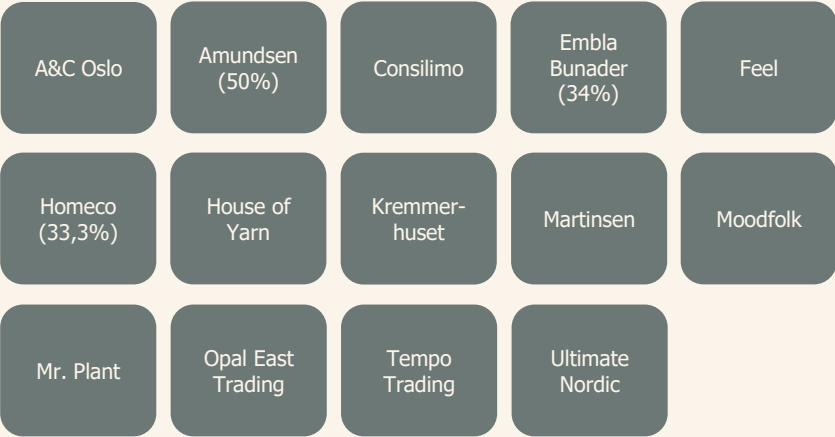 A&C Oslo
Amundsen
(50%)
Consilimo
Embla
Bunader
(34%)
Feel
Homeco
(33,3%)
House of
Yarn
Kremmer-
huset
Martinsen
Moodfolk
Mr. Plant
Opal East
Trading
Tempo
Trading
Ultimate
Nordic